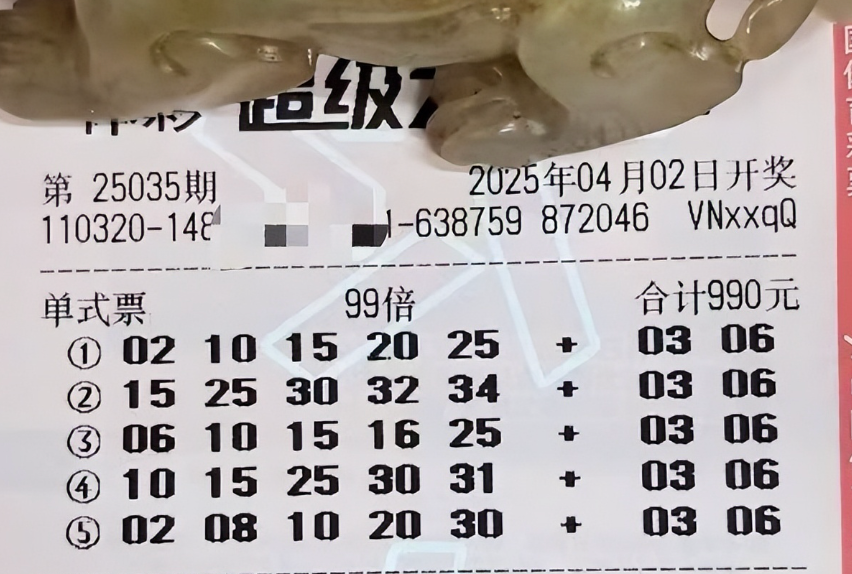 超级
第 25035期 2025年04月02日开奖
110320-148 1-638759 872046 VNxxqQ
单式票 99倍 合计990元
① 02 10 15 20 25 + 03 06
② 15 25 30 32 34 + 03 06
③ 06 10 15 16 25 + 03 06
④ 10 15 25 30 31 + 03 06
⑤ 02 08 10 20 30 + 03 06